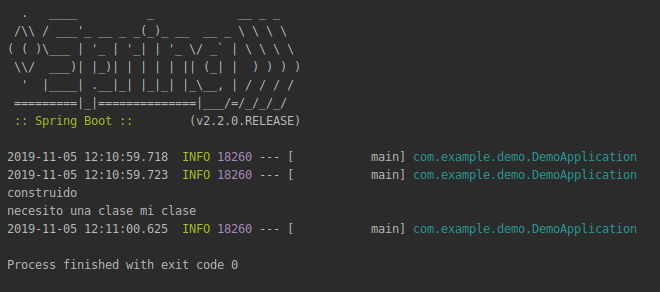 .   ____          _            __ _ _
 /\\ / ___'_ __ _ _(_)_ __  __ _ \ \ \ \
( ( )\___ | '_ | '_| | '_ \/ _` | \ \ \ \
 \\/  ___)| |_)| | | | | || (_| |  ) ) ) )
  '  |____| .__|_| |_|_| |_\__, | / / / /
 =========|_|==============|___/=/_/_/_/
 :: Spring Boot ::        (v2.2.0.RELEASE)
2019-11-05 12:10:59.718  INFO 18260 --- [           main] com.example.demo.DemoApplication
2019-11-05 12:10:59.723  INFO 18260 --- [           main] com.example.demo.DemoApplication
construido
necesito una clase mi clase
2019-11-05 12:11:00.625  INFO 18260 --- [           main] com.example.demo.DemoApplication
Process finished with exit code 0